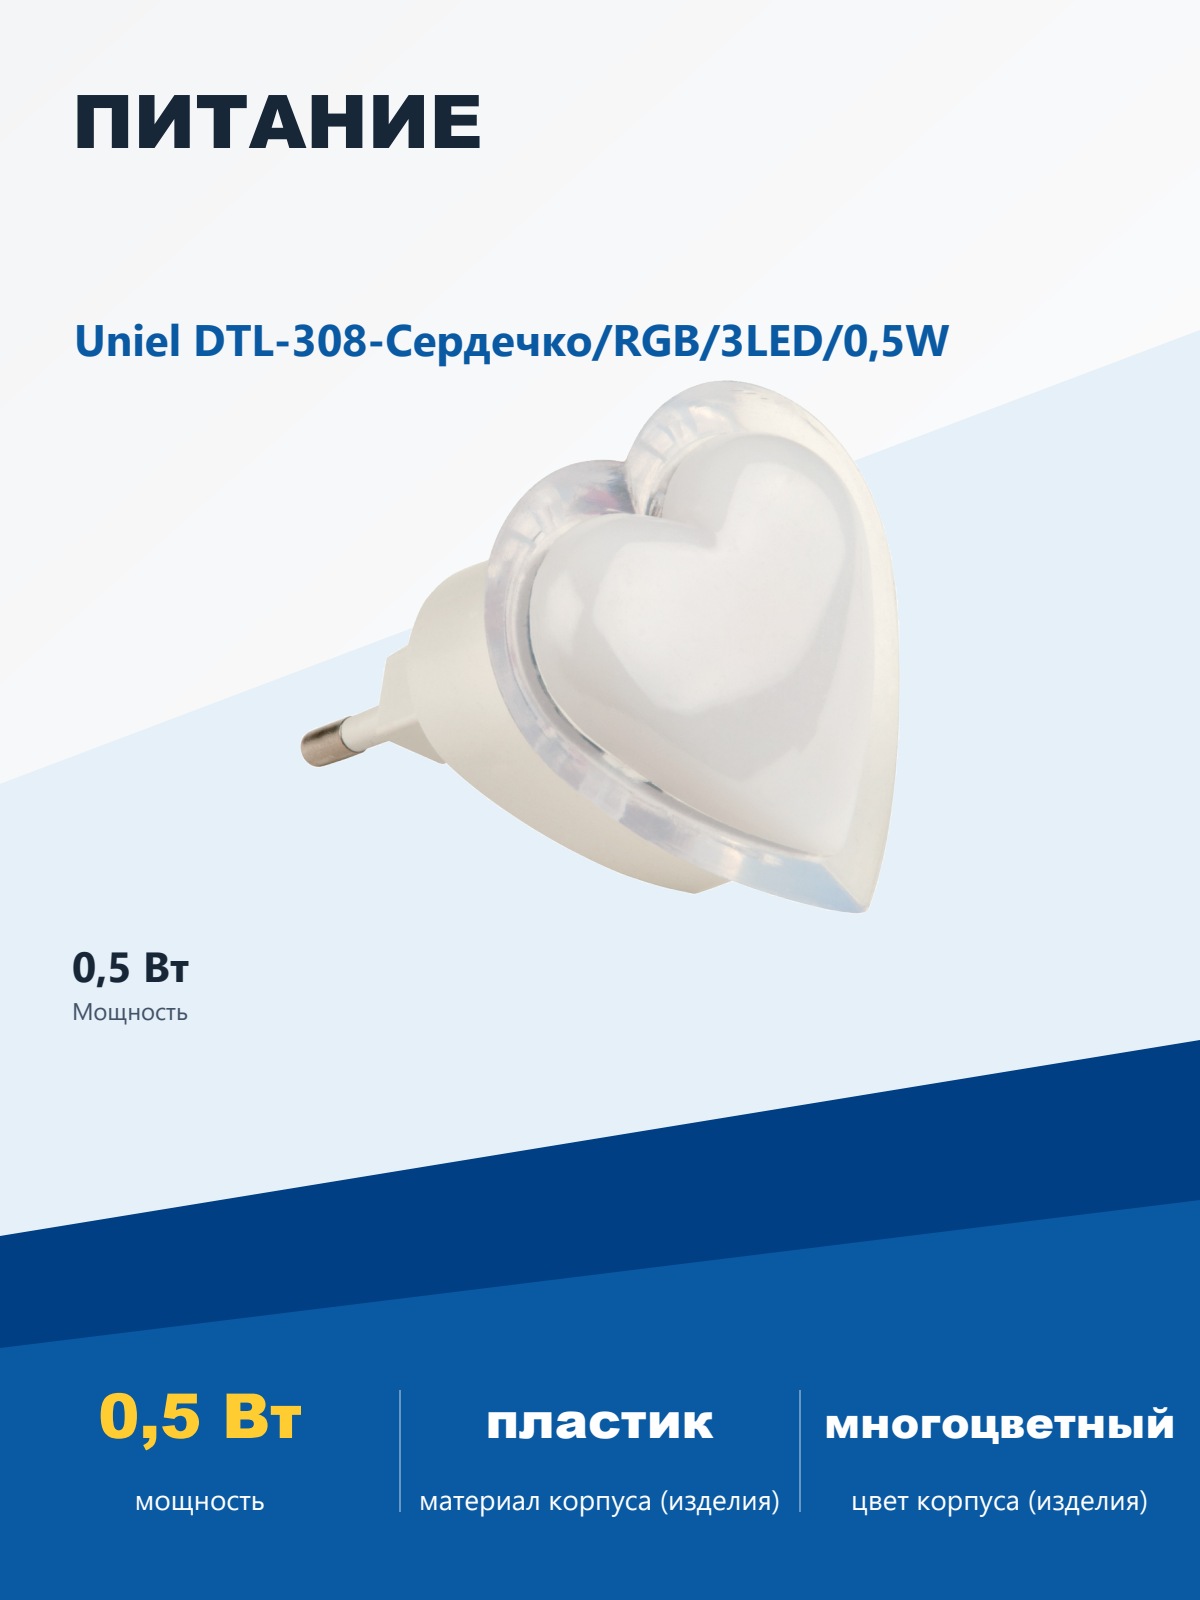 ПИТАНИЕ
Uniel DTL-308-Сердечко/RGB/3LED/0,5W
0,5 Вт
Мощность
0,5 Вт
мощность
пластик
материал корпуса (изделия)
многоцветный
цвет корпуса (изделия)